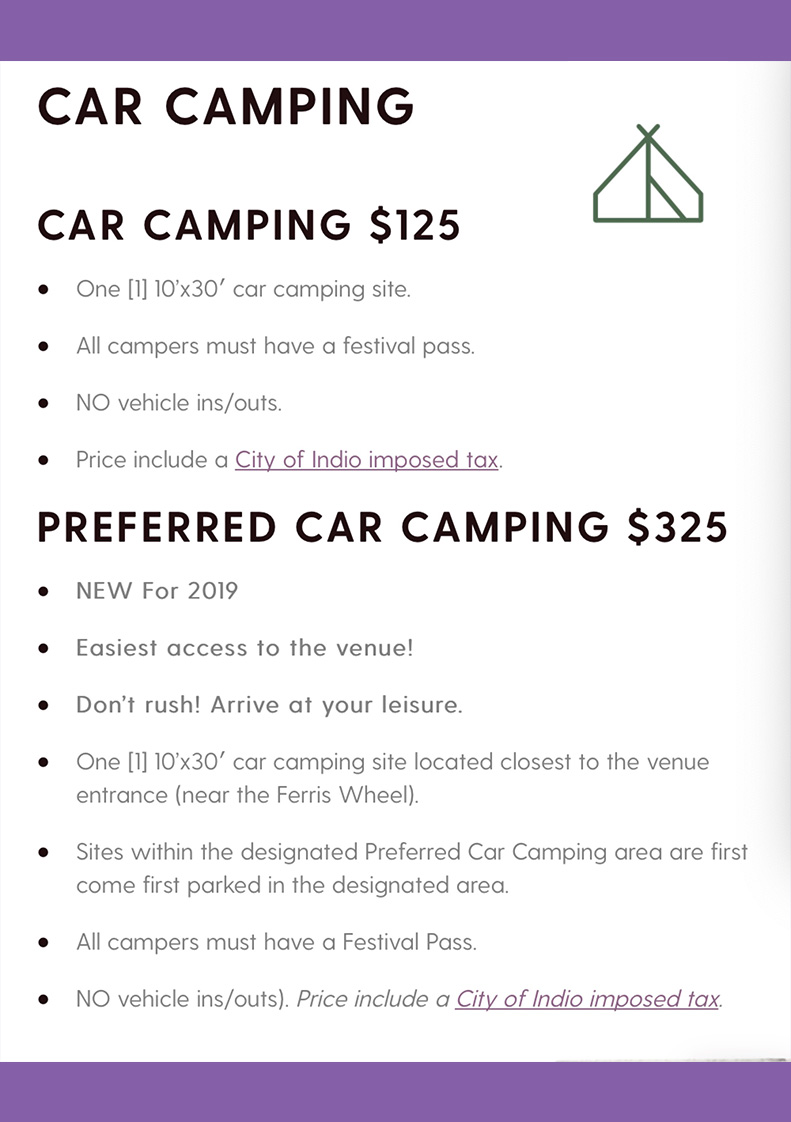 CAR CAMPING
CAR CAMPING $125
• One [1] 10’x30′ car camping site.
• All campers must have a festival pass.
• NO vehicle ins/outs.
• Price include a City of Indio imposed tax.
PREFERRED CAR CAMPING $325
• NEW For 2019
• Easiest access to the venue!
• Don’t rush! Arrive at your leisure.
• One [1] 10’x30′ car camping site located closest to the venue
entrance (near the Ferris Wheel).
• Sites within the designated Preferred Car Camping area are first
come first parked in the designated area.
• All campers must have a Festival Pass.
• NO vehicle ins/outs). Price include a City of Indio imposed tax.